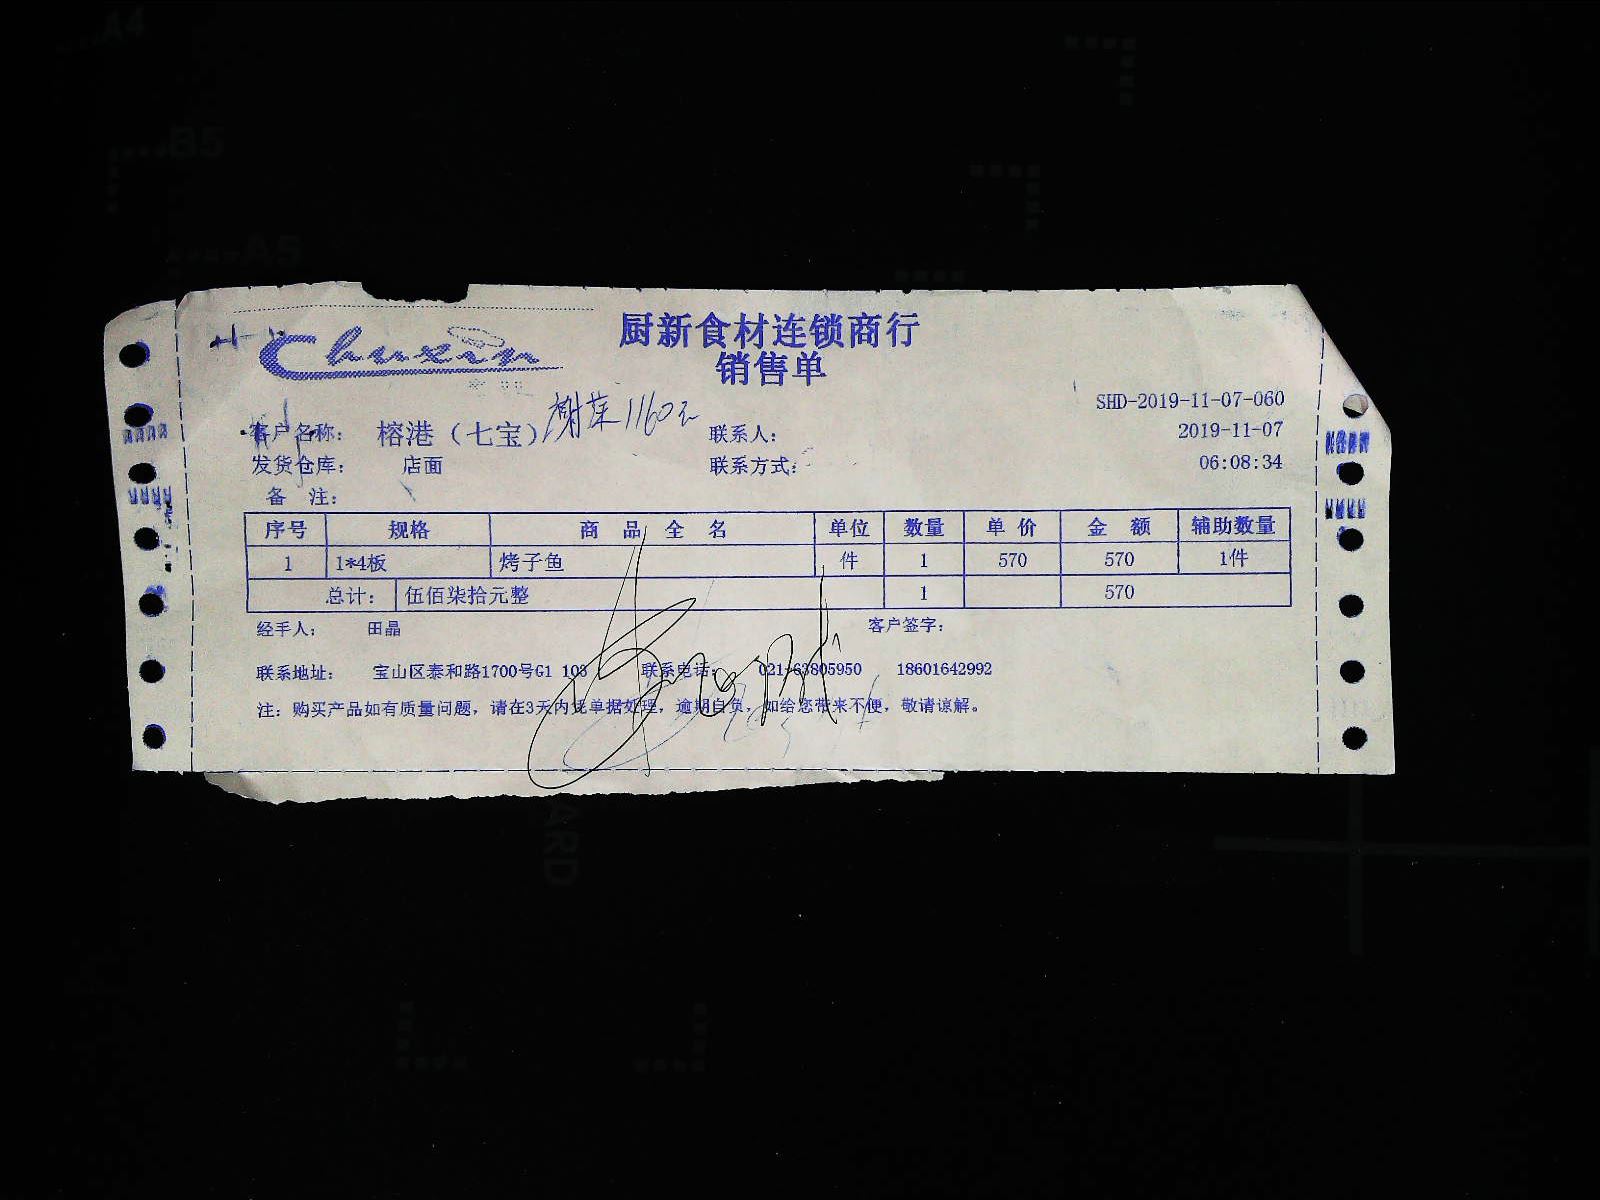 Chuxin
厨新食材连锁商行
销售单
SHD-2019-11-07-060
客户名称： 榕港（七宝） 1160元 联系人： 2019-11-07
发货仓库： 店面 联系方式： 06:08:34
备 注：
序号 规格 商 品 全 名 单位 数量 单 价 金 额 辅助数量
1 1*4板 烤子鱼 件 1 570 570 1件
总计： 伍佰柒拾元整 1 570
经手人： 田晶 客户签字：
联系地址： 宝山区泰和路1700号G1 103 联系电话： 021-63805950 18601642992
注：购买产品如有质量问题，请在3天内凭单据处理，逾期自负，如给您带来不便，敬请谅解。